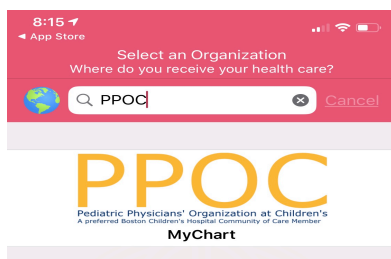 8:15
◄ App Store
Select an Organization
Where do you receive your health care?
PPOC
Cancel
PPOC
Pediatric Physicians' Organization at Children's
A preferred Boston Children's Hospital Community of Care Member
MyChart